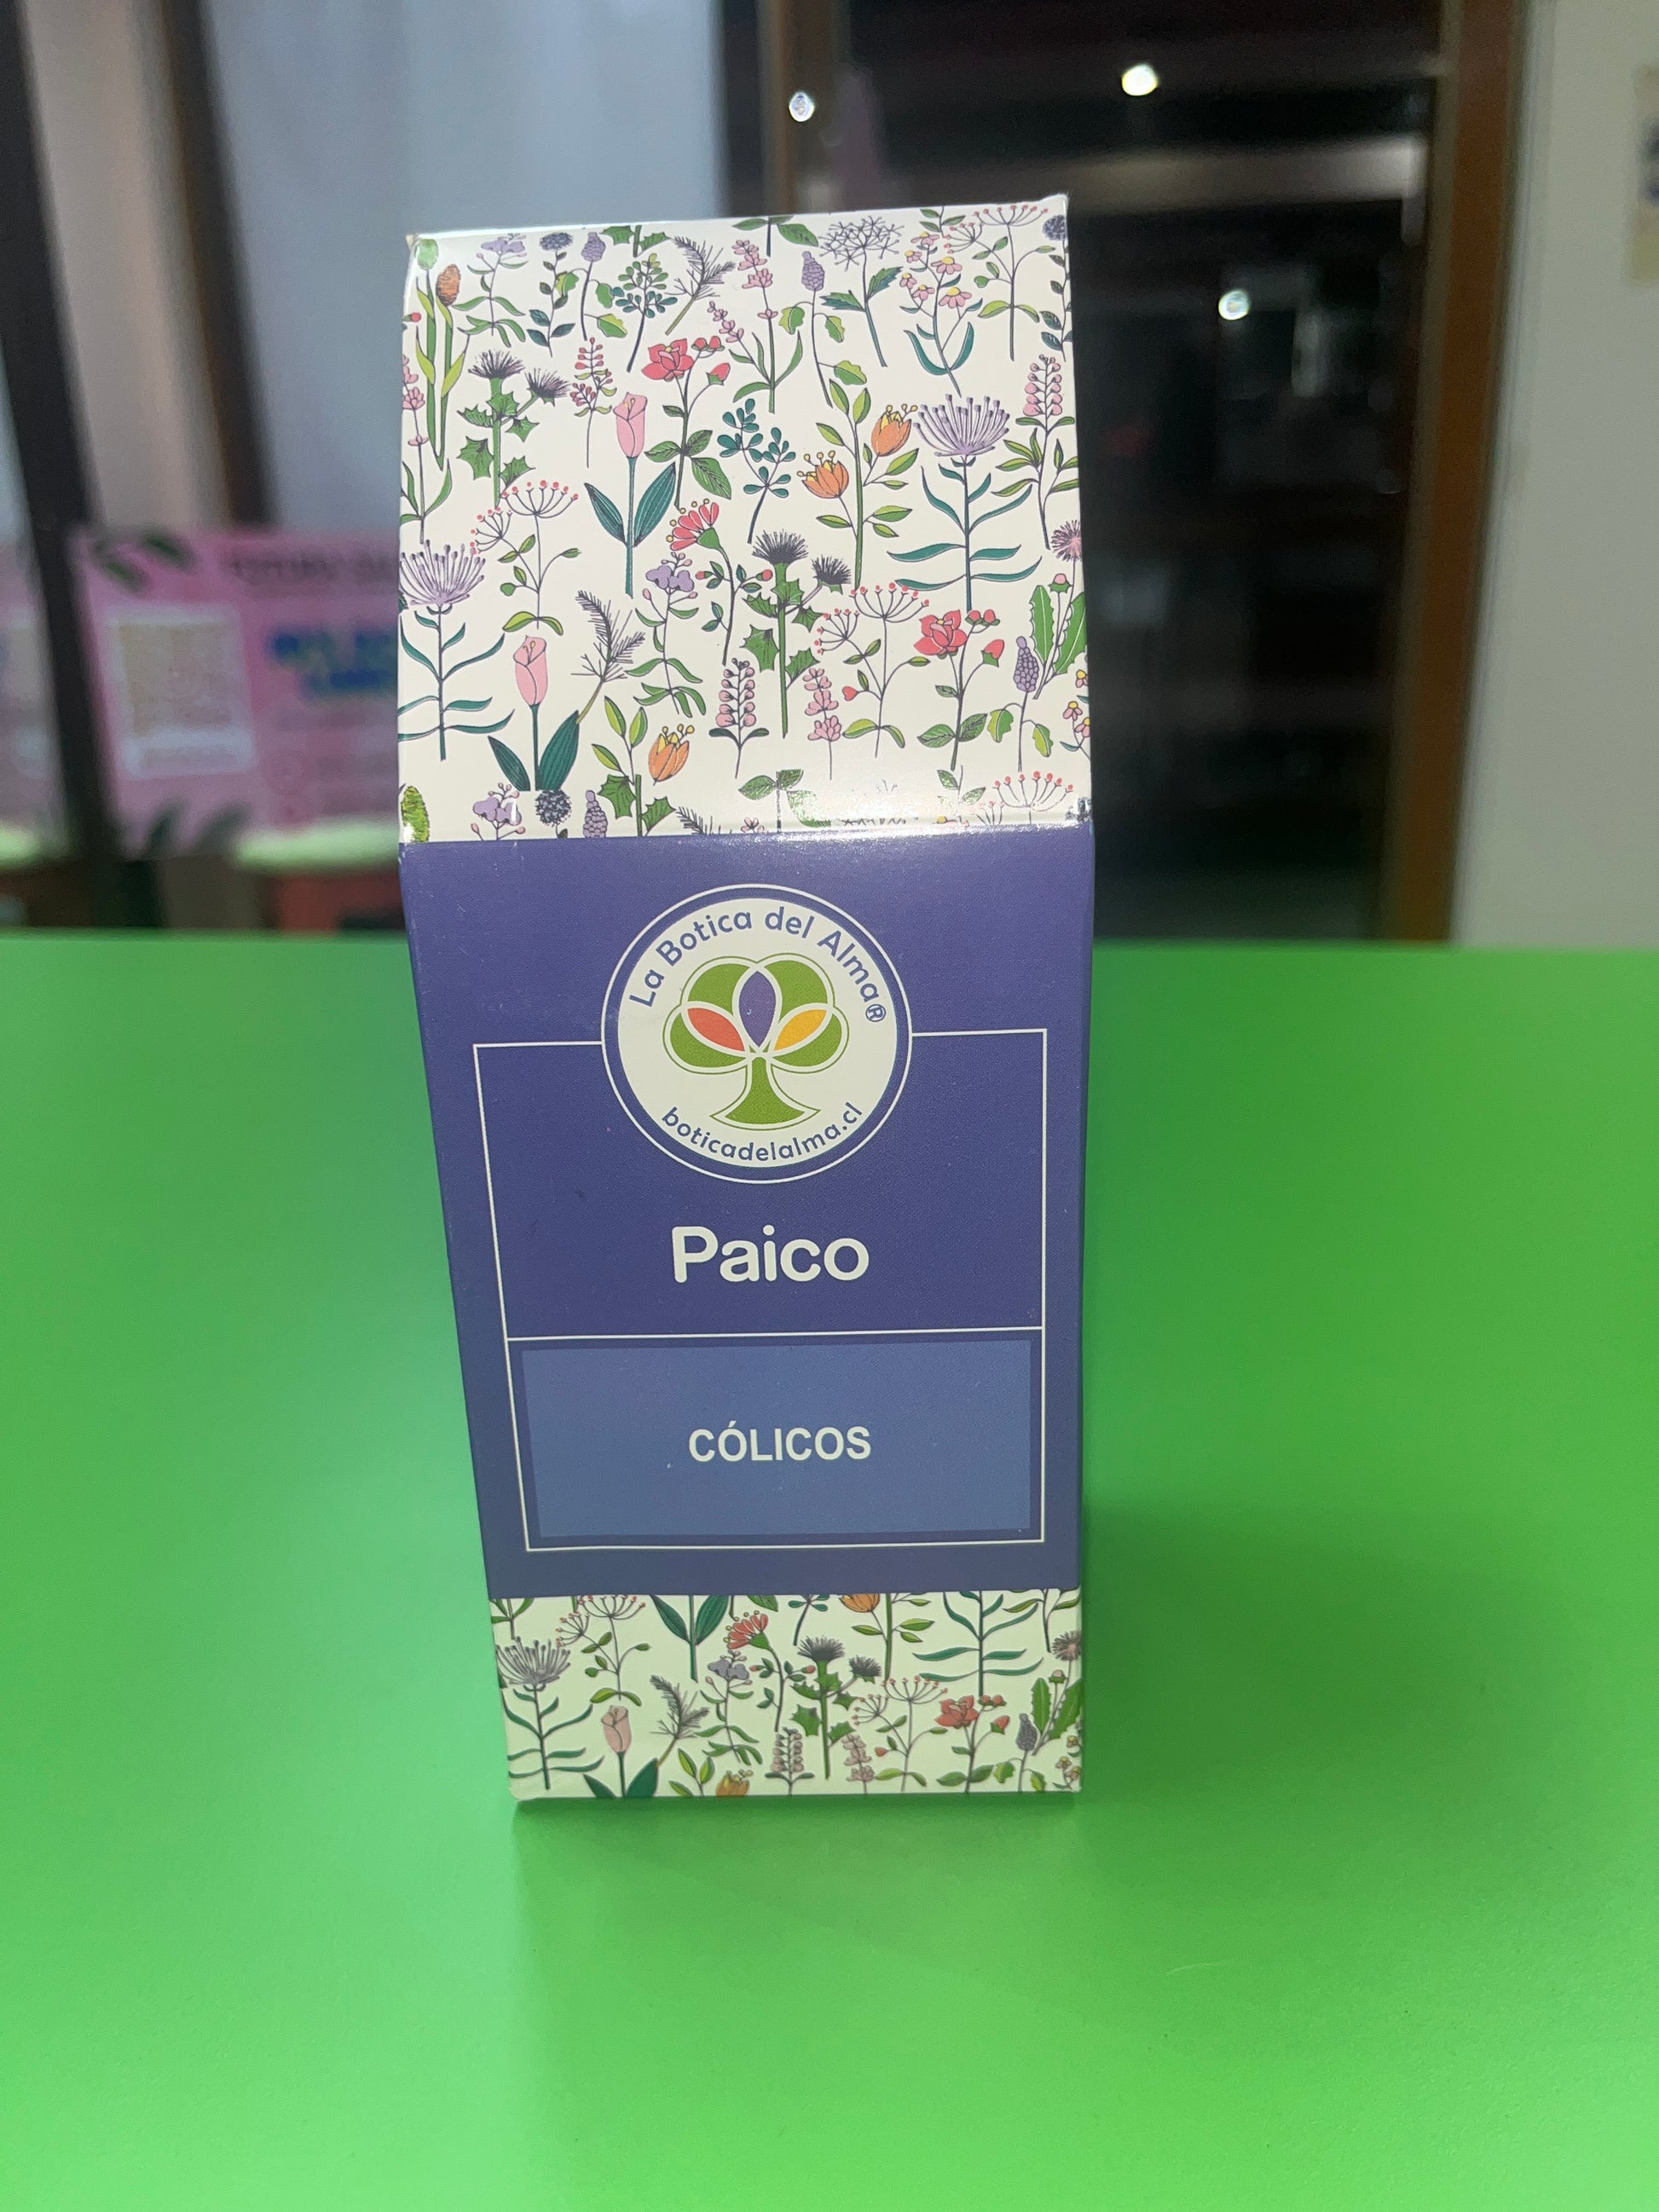 La Botica del Alma®
boticadelalma.cl
Paico
CÓLICOS